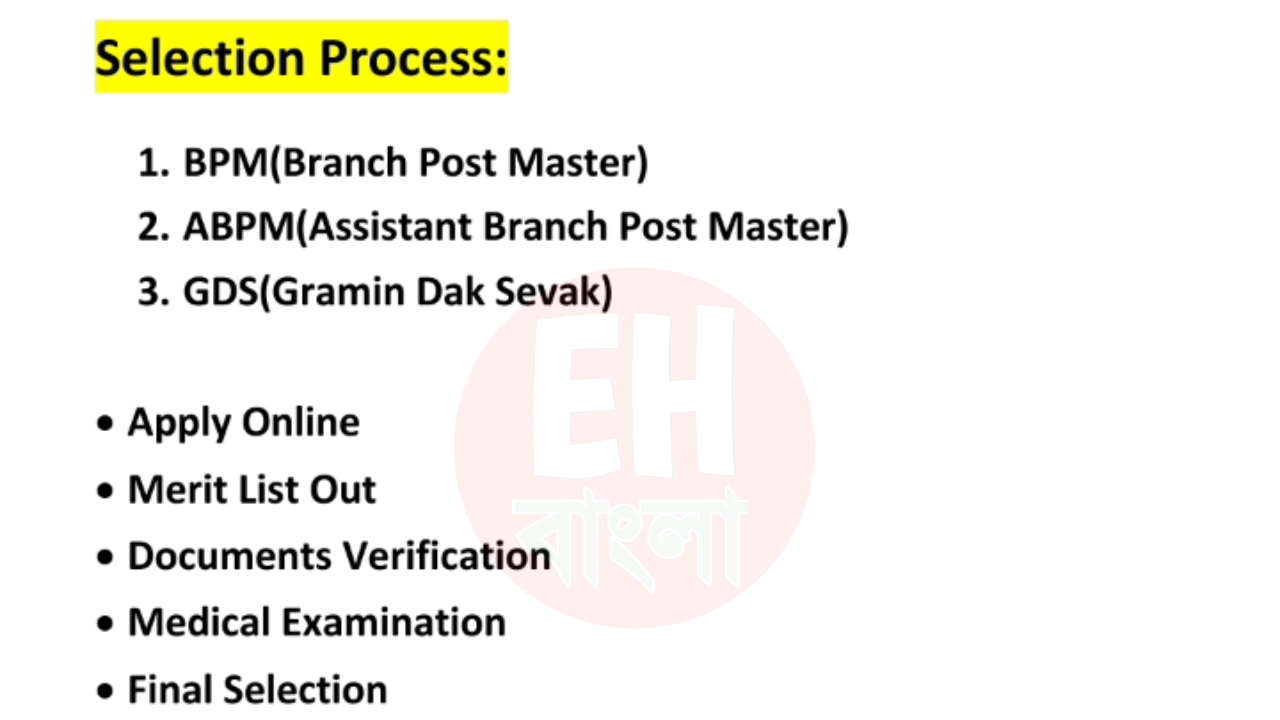 Selection Process:
1. BPM(Branch Post Master)
2. ABPM(Assistant Branch Post Master)
3. GDS(Gramin Dak Sevak)
• Apply Online
• Merit List Out
• Documents Verification
• Medical Examination
• Final Selection
EH
বাংলা